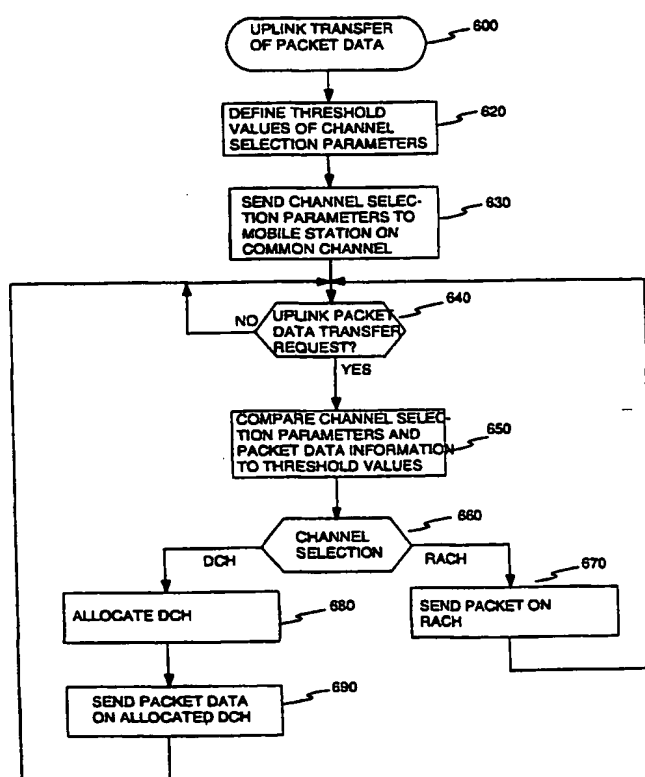 UPLINK TRANSFER
OF PACKET DATA
600
DEFINE THRESHOLD
VALUES OF CHANNEL
SELECTION PARAMETERS
620
SEND CHANNEL SELEC-
TION PARAMETERS TO
MOBILE STATION ON
COMMON CHANNEL
630
640
NO
UPLINK PACKET
DATA TRANSFER
REQUEST?
YES
COMPARE CHANNEL SELEC-
TION PARAMETERS AND
PACKET DATA INFORMATION
TO THRESHOLD VALUES
650
660
CHANNEL
SELECTION
DCH
RACH
670
ALLOCATE DCH
680
SEND PACKET ON
RACH
SEND PACKET DATA
ON ALLOCATED DCH
690